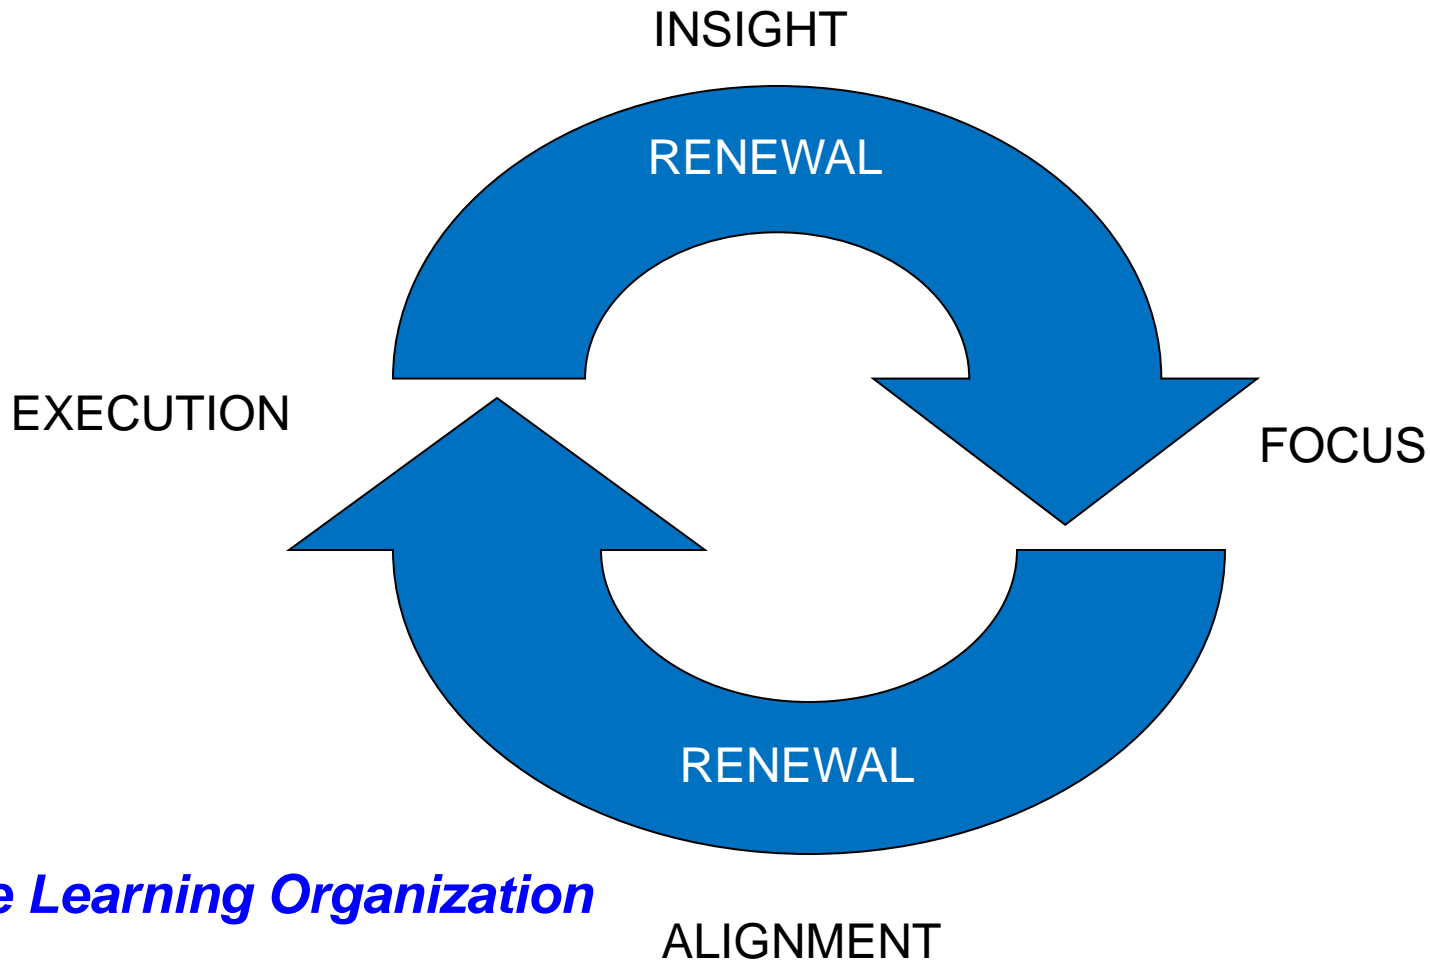 INSIGHT
RENEWAL
EXECUTION
FOCUS
RENEWAL
e Learning Organization
ALIGNMENT